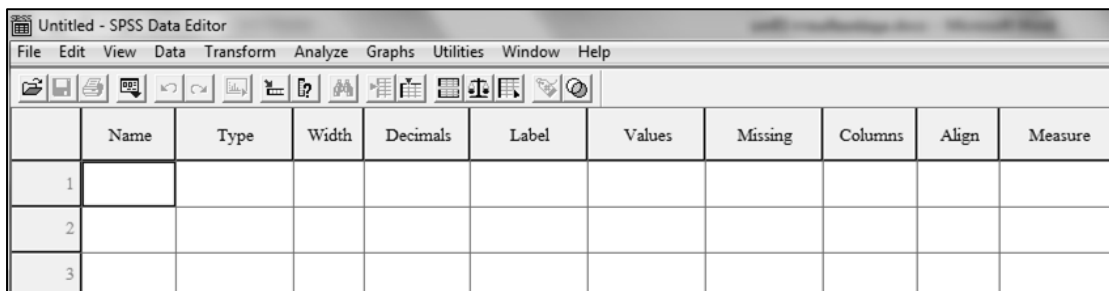 Untitled - SPSS Data Editor
File Edit View Data Transform Analyze Graphs Utilities Window Help
Name Type Width Decimals Label Values Missing Columns Align Measure
1
2
3